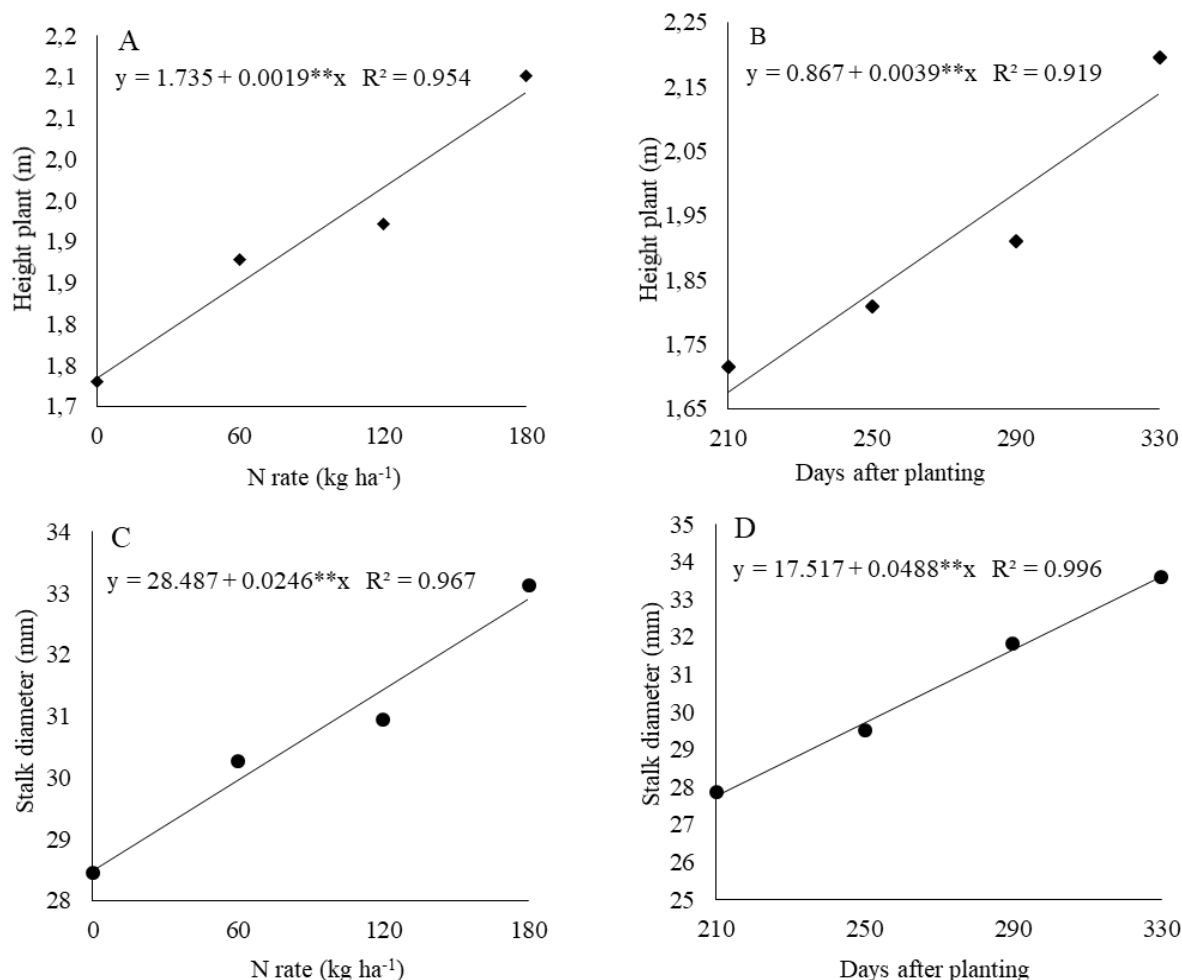 A
y = 1.735 + 0.0019**x R² = 0.954
Height plant (m)
2,2
2,1
2,1
2,0
2,0
1,9
1,9
1,8
1,8
1,7
0 60 120 180
N rate (kg ha⁻¹)
B
y = 0.867 + 0.0039**x R² = 0.919
Height plant (m)
2,25
2,15
2,05
1,95
1,85
1,75
1,65
210 250 290 330
Days after planting
C
y = 28.487 + 0.0246**x R² = 0.967
Stalk diameter (mm)
34
33
32
31
30
29
28
0 60 120 180
N rate (kg ha⁻¹)
D
y = 17.517 + 0.0488**x R² = 0.996
Stalk diameter (mm)
35
34
33
32
31
30
29
28
27
26
25
210 250 290 330
Days after planting